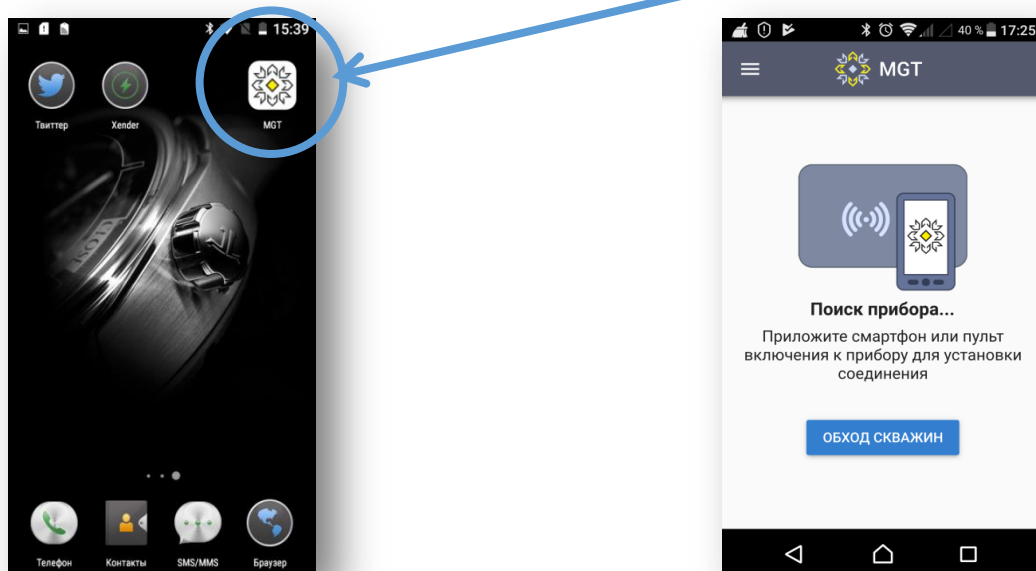 15:39
Твиттер
Xender
MGT
Телефон
Контакты
SMS/MMS
Браузер
40 % 17:25
MGT
Поиск прибора...
Приложите смартфон или пульт
включения к прибору для установки
соединения
ОБХОД СКВАЖИН